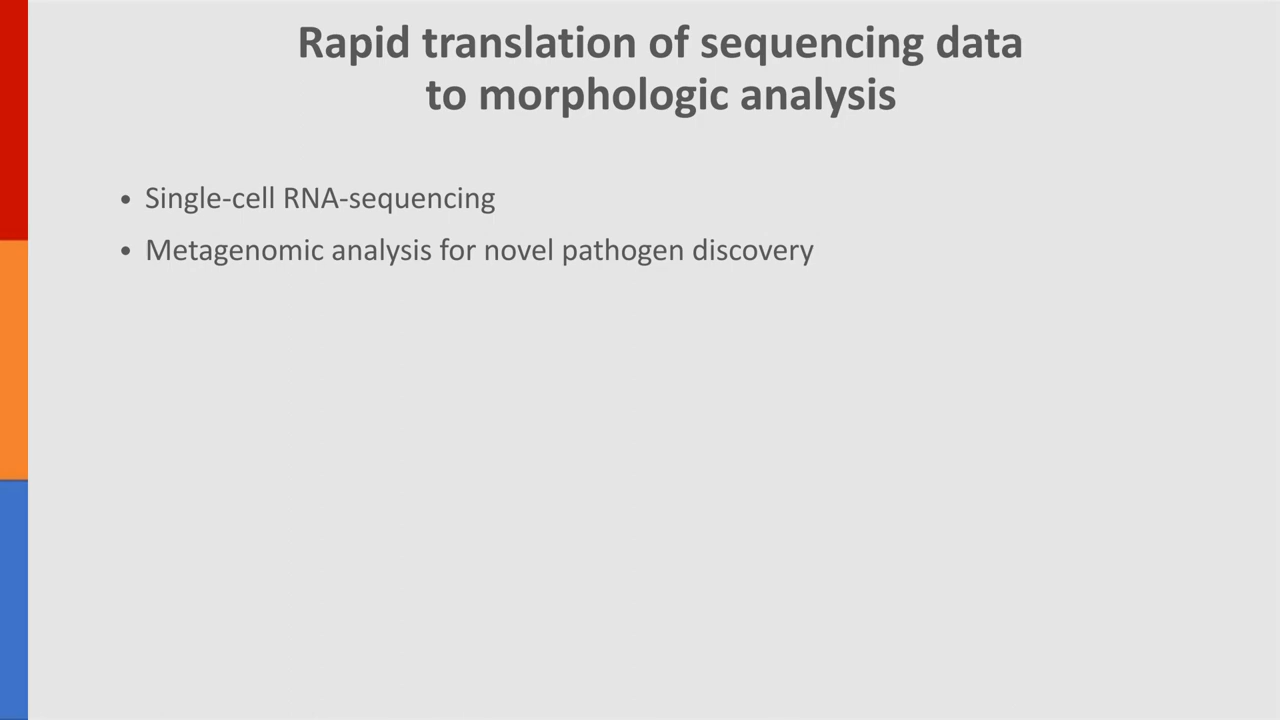 Rapid translation of sequencing data
to morphologic analysis
• Single-cell RNA-sequencing
• Metagenomic analysis for novel pathogen discovery